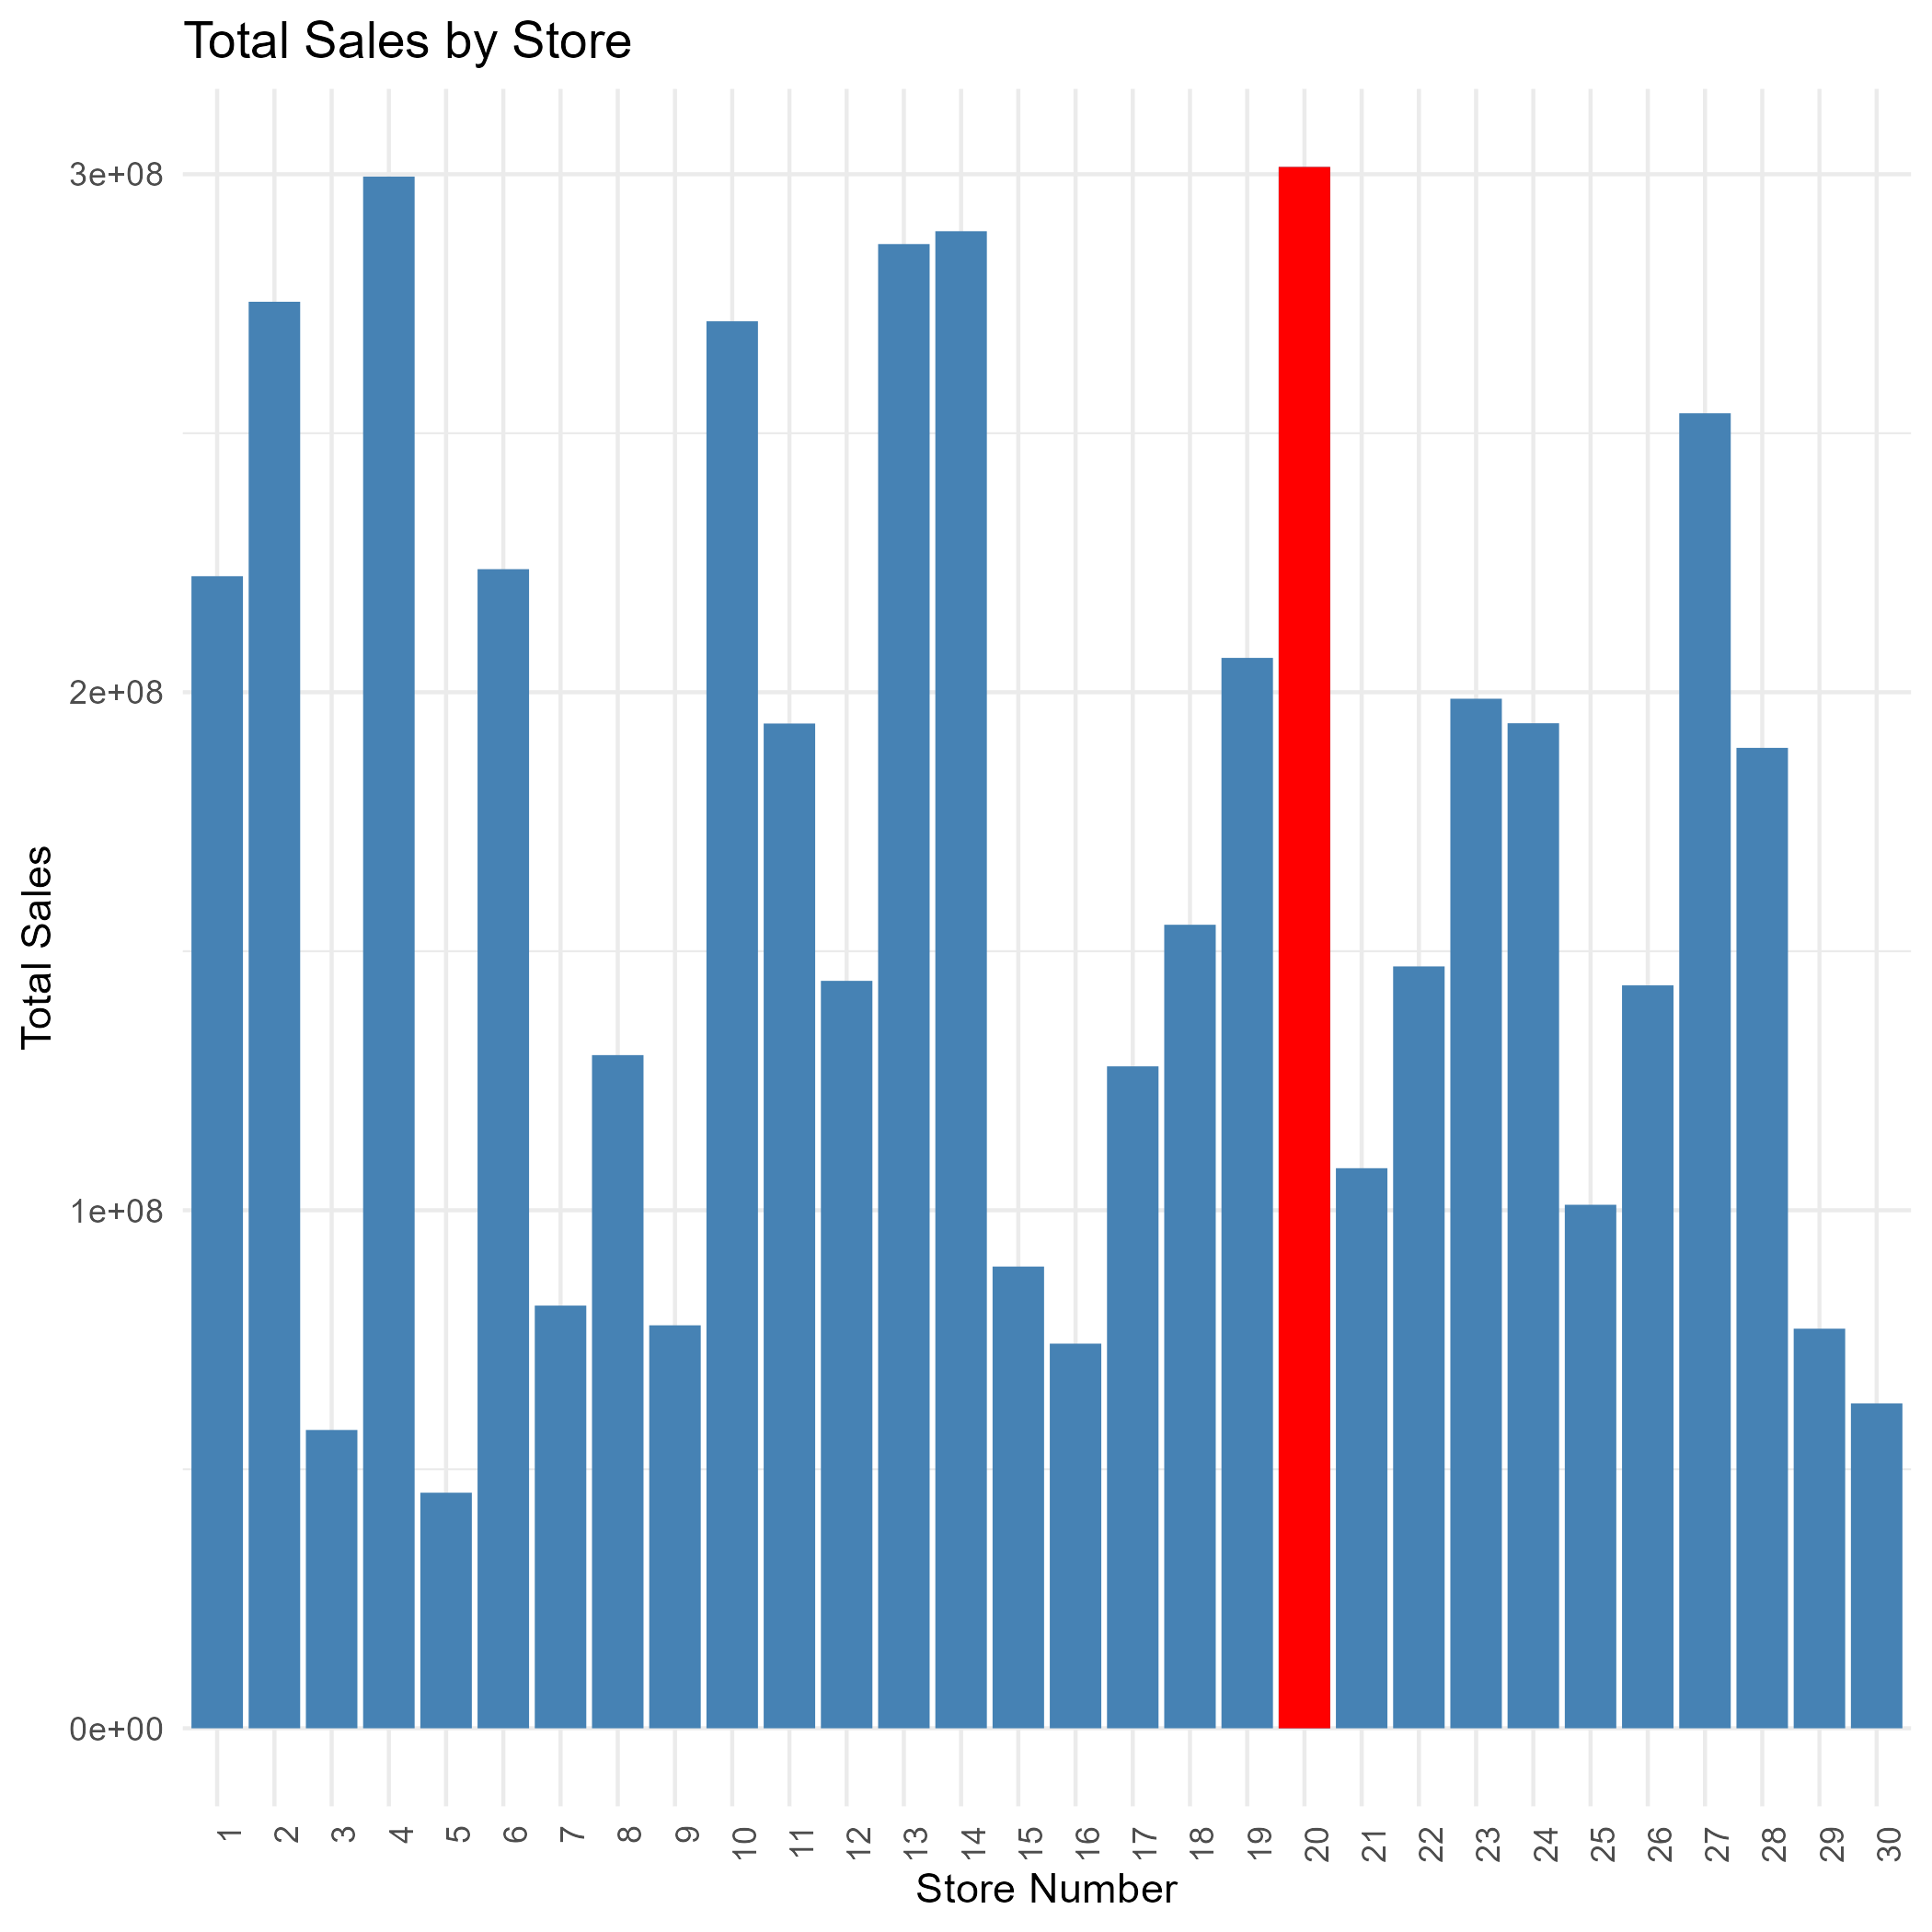 Total Sales by Store
Total Sales
3e+08
2e+08
1e+08
0e+00
1 2 3 4 5 6 7 8 9 10 11 12 13 14 15 16 17 18 19 20 21 22 23 24 25 26 27 28 29 30
Store Number